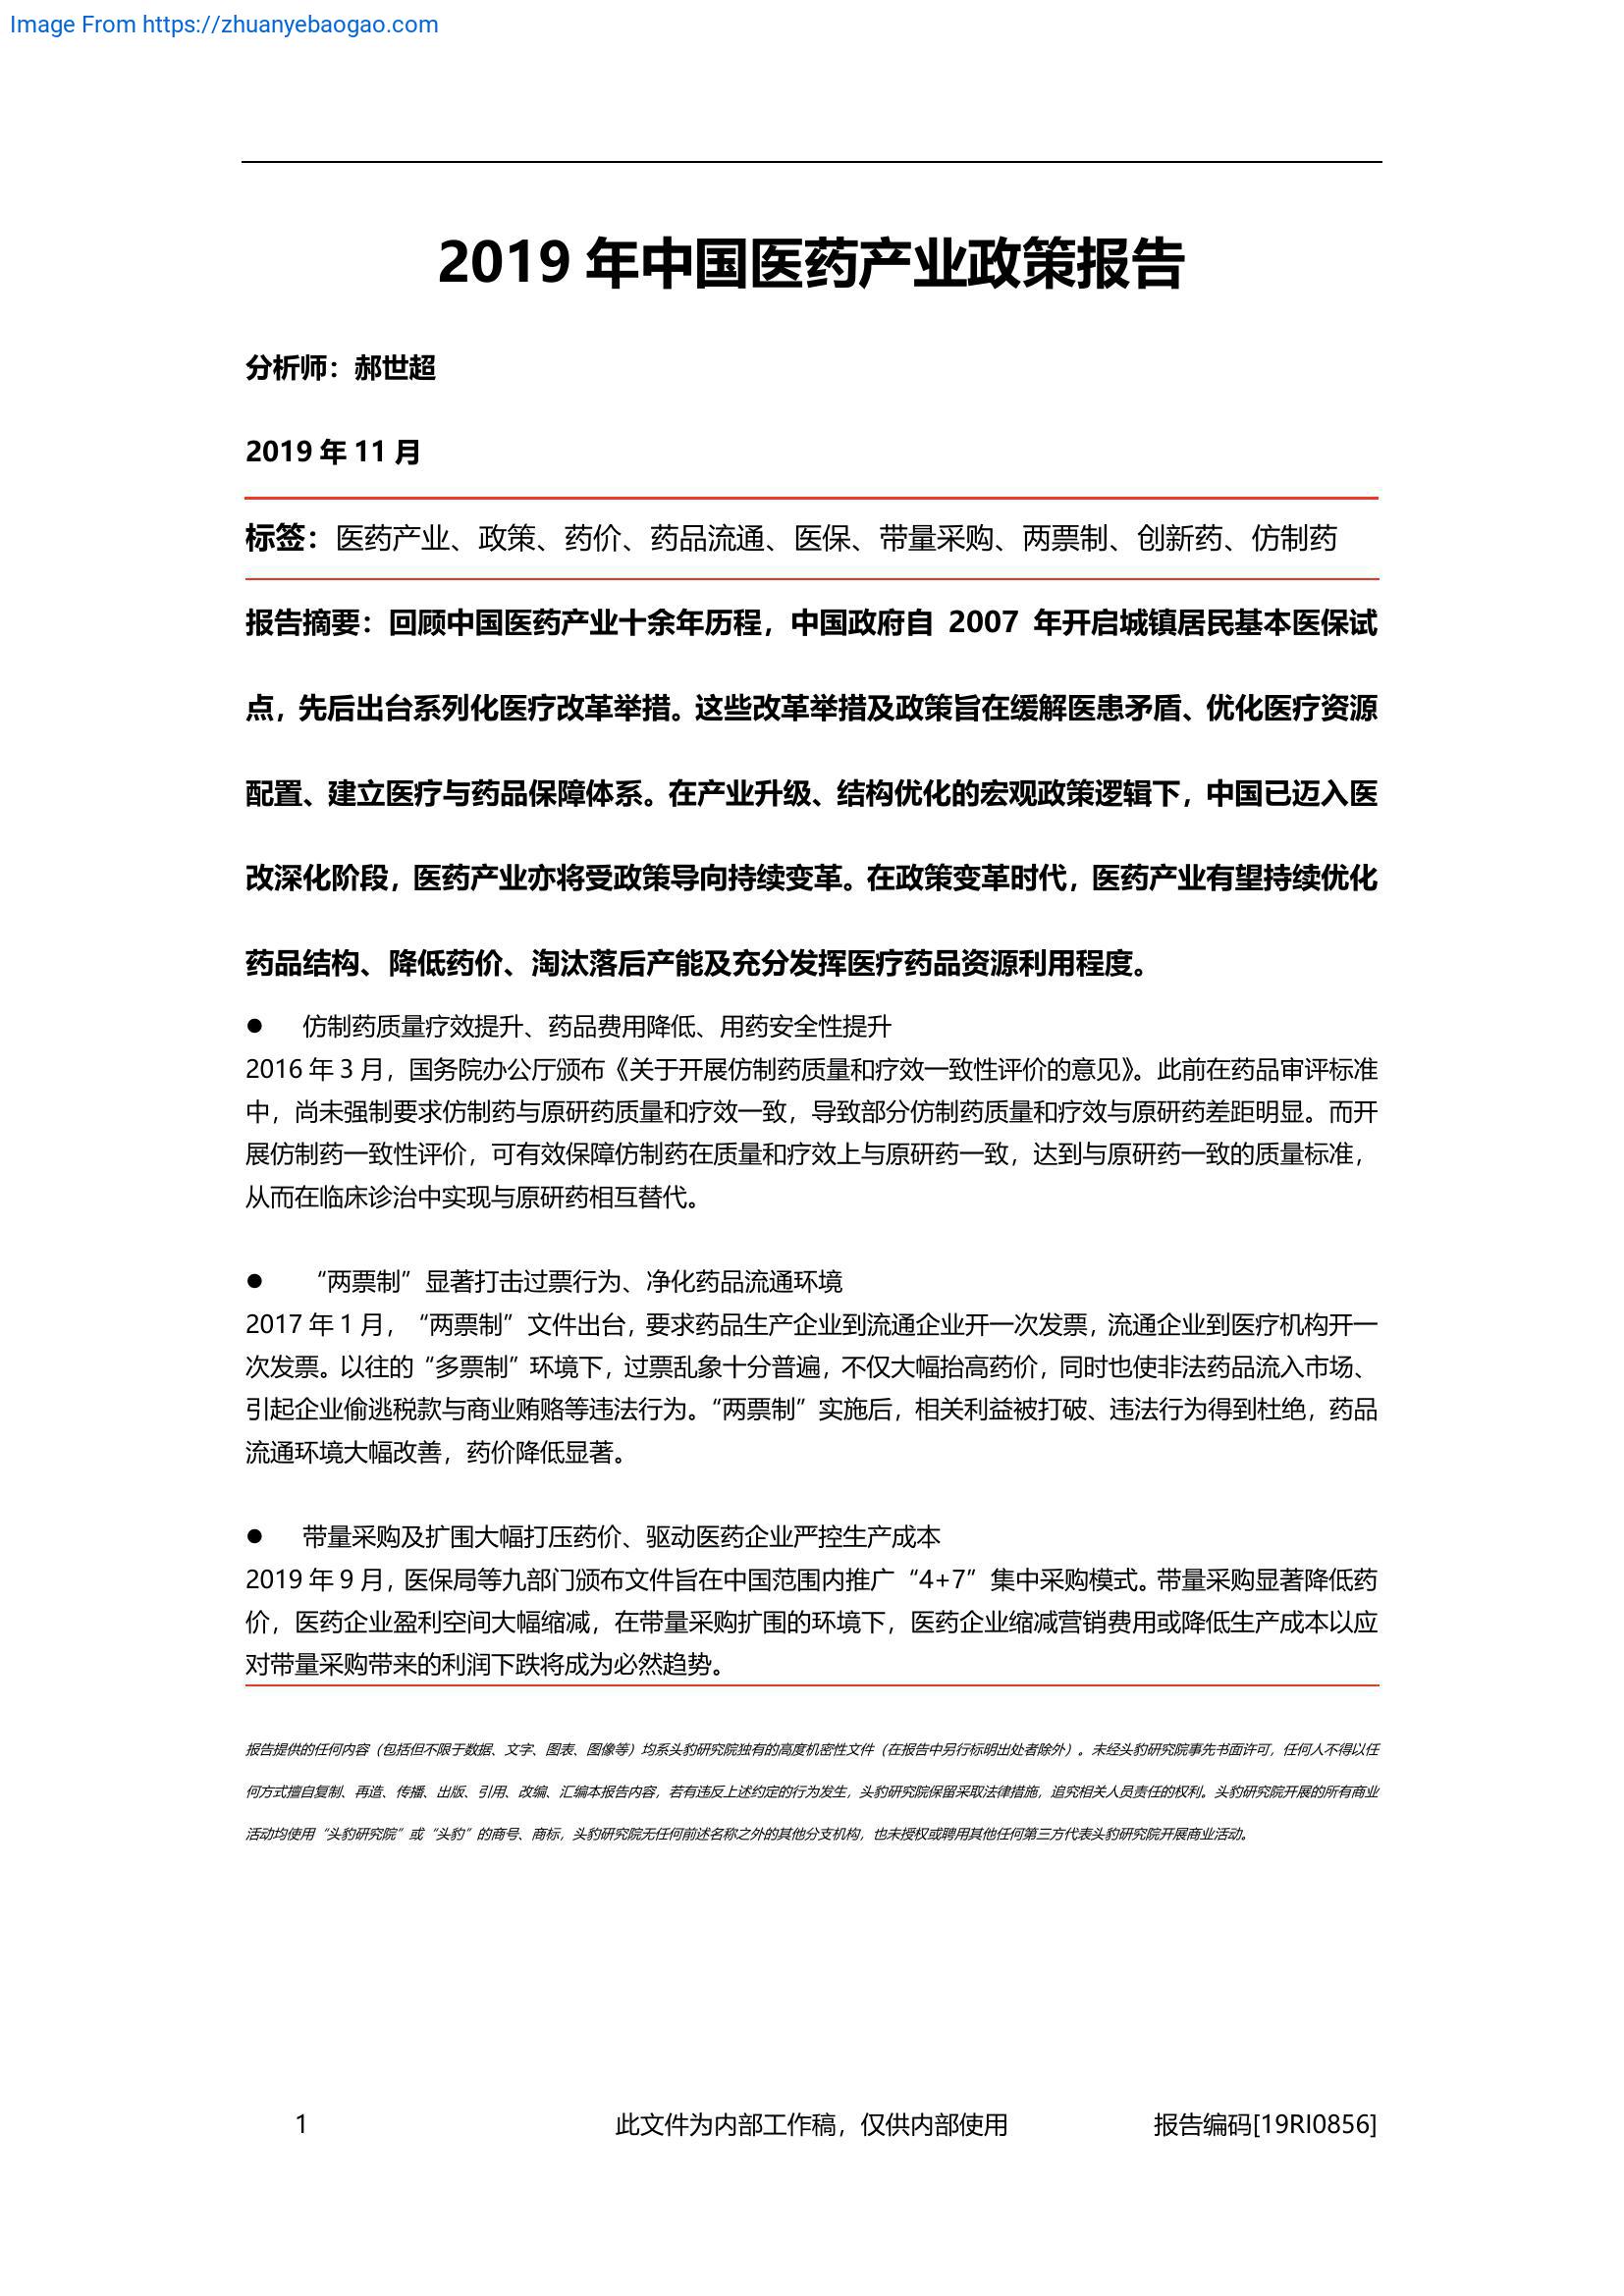 Image From https://zhuanyebaogao.com
2019 年中国医药产业政策报告
分析师：郝世超
2019 年 11 月
标签：医药产业、政策、药价、药品流通、医保、带量采购、两票制、创新药、仿制药
报告摘要：回顾中国医药产业十余年历程，中国政府自 2007 年开启城镇居民基本医保试
点，先后出台系列化医疗改革举措。这些改革举措及政策旨在缓解医患矛盾、优化医疗资源
配置、建立医疗与药品保障体系。在产业升级、结构优化的宏观政策逻辑下，中国已迈入医
改深化阶段，医药产业亦将受政策导向持续变革。在政策变革时代，医药产业有望持续优化
药品结构、降低药价、淘汰落后产能及充分发挥医疗药品资源利用程度。
● 仿制药质量疗效提升、药品费用降低、用药安全性提升
2016 年 3 月，国务院办公厅颁布《关于开展仿制药质量和疗效一致性评价的意见》。此前在药品审评标准
中，尚未强制要求仿制药与原研药质量和疗效一致，导致部分仿制药质量和疗效与原研药差距明显。而开
展仿制药一致性评价，可有效保障仿制药在质量和疗效上与原研药一致，达到与原研药一致的质量标准，
从而在临床诊治中实现与原研药相互替代。
● “两票制”显著打击过票行为、净化药品流通环境
2017 年 1 月，“两票制”文件出台，要求药品生产企业到流通企业开一次发票，流通企业到医疗机构开一
次发票。以往的“多票制”环境下，过票乱象十分普遍，不仅大幅抬高药价，同时也使非法药品流入市场、
引起企业偷逃税款与商业贿赂等违法行为。“两票制”实施后，相关利益被打破、违法行为得到杜绝，药品
流通环境大幅改善，药价降低显著。
● 带量采购及扩围大幅打压药价、驱动医药企业严控生产成本
2019 年 9 月，医保局等九部门颁布文件旨在中国范围内推广“4+7”集中采购模式。带量采购显著降低药
价，医药企业盈利空间大幅缩减，在带量采购扩围的环境下，医药企业缩减营销费用或降低生产成本以应
对带量采购带来的利润下跌将成为必然趋势。
报告提供的任何内容（包括但不限于数据、文字、图表、图像等）均系头豹研究院独有的高度机密性文件（在报告中另行标明出处者除外）。未经头豹研究院事先书面许可，任何人不得以任
何方式擅自复制、再造、传播、出版、引用、改编、汇编本报告内容，若有违反上述约定的行为发生，头豹研究院保留采取法律措施，追究相关人员责任的权利。头豹研究院开展的所有商业
活动均使用“头豹研究院”或“头豹”的商号、商标，头豹研究院无任何前述名称之外的其他分支机构，也未授权或聘用其他任何第三方代表头豹研究院开展商业活动。
1 此文件为内部工作稿，仅供内部使用 报告编码[19RI0856]